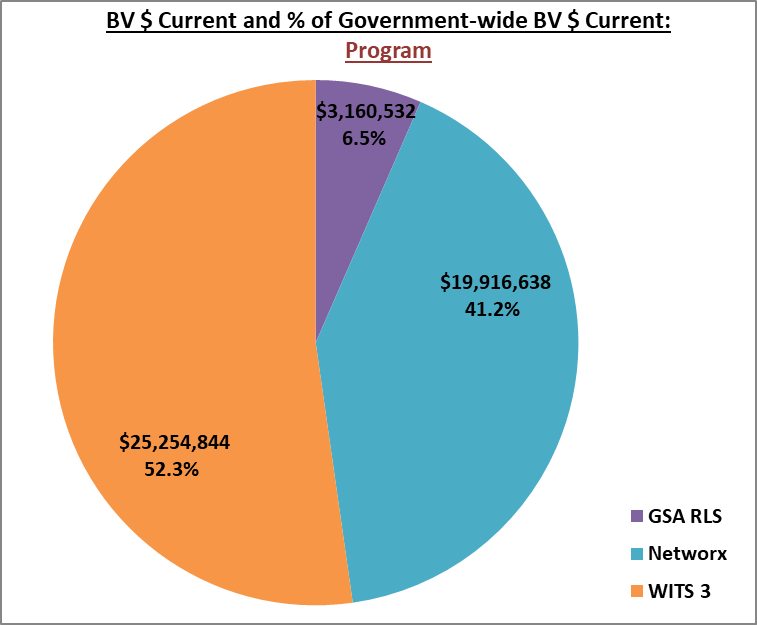 BV $ Current and % of Government-wide BV $ Current:
Program
$3,160,532
6.5%
$19,916,638
41.2%
$25,254,844
52.3%
GSA RLS
Networx
WITS 3